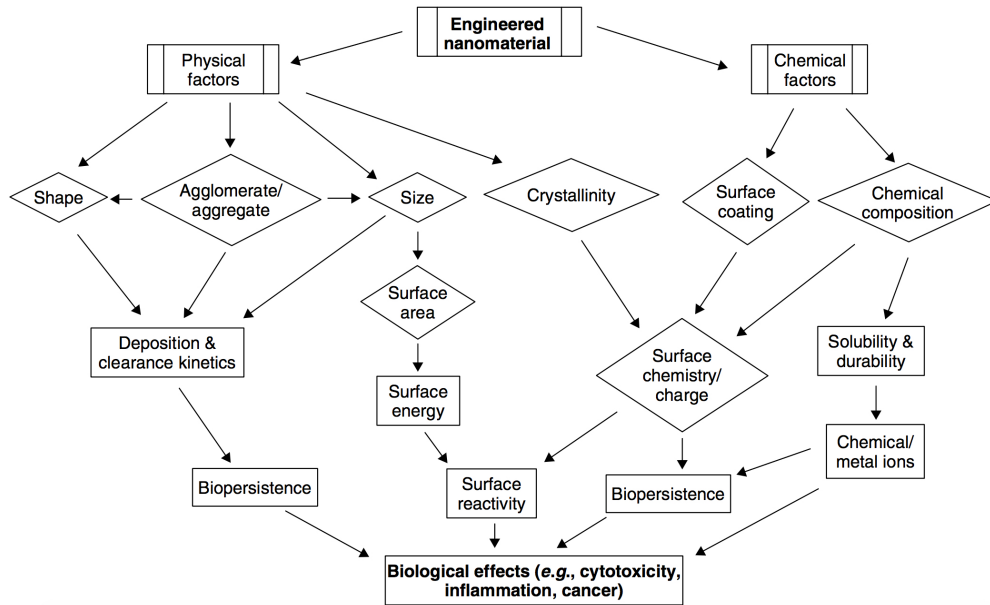 Engineered
nanomaterial
Physical
factors
Chemical
factors
Shape
Agglomerate/
aggregate
Size
Crystallinity
Surface
coating
Chemical
composition
Surface
area
Deposition &
clearance kinetics
Surface
chemistry/
charge
Solubility &
durability
Surface
energy
Chemical/
metal ions
Biopersistence
Surface
reactivity
Biopersistence
Biological effects (e.g., cytotoxicity,
inflammation, cancer)